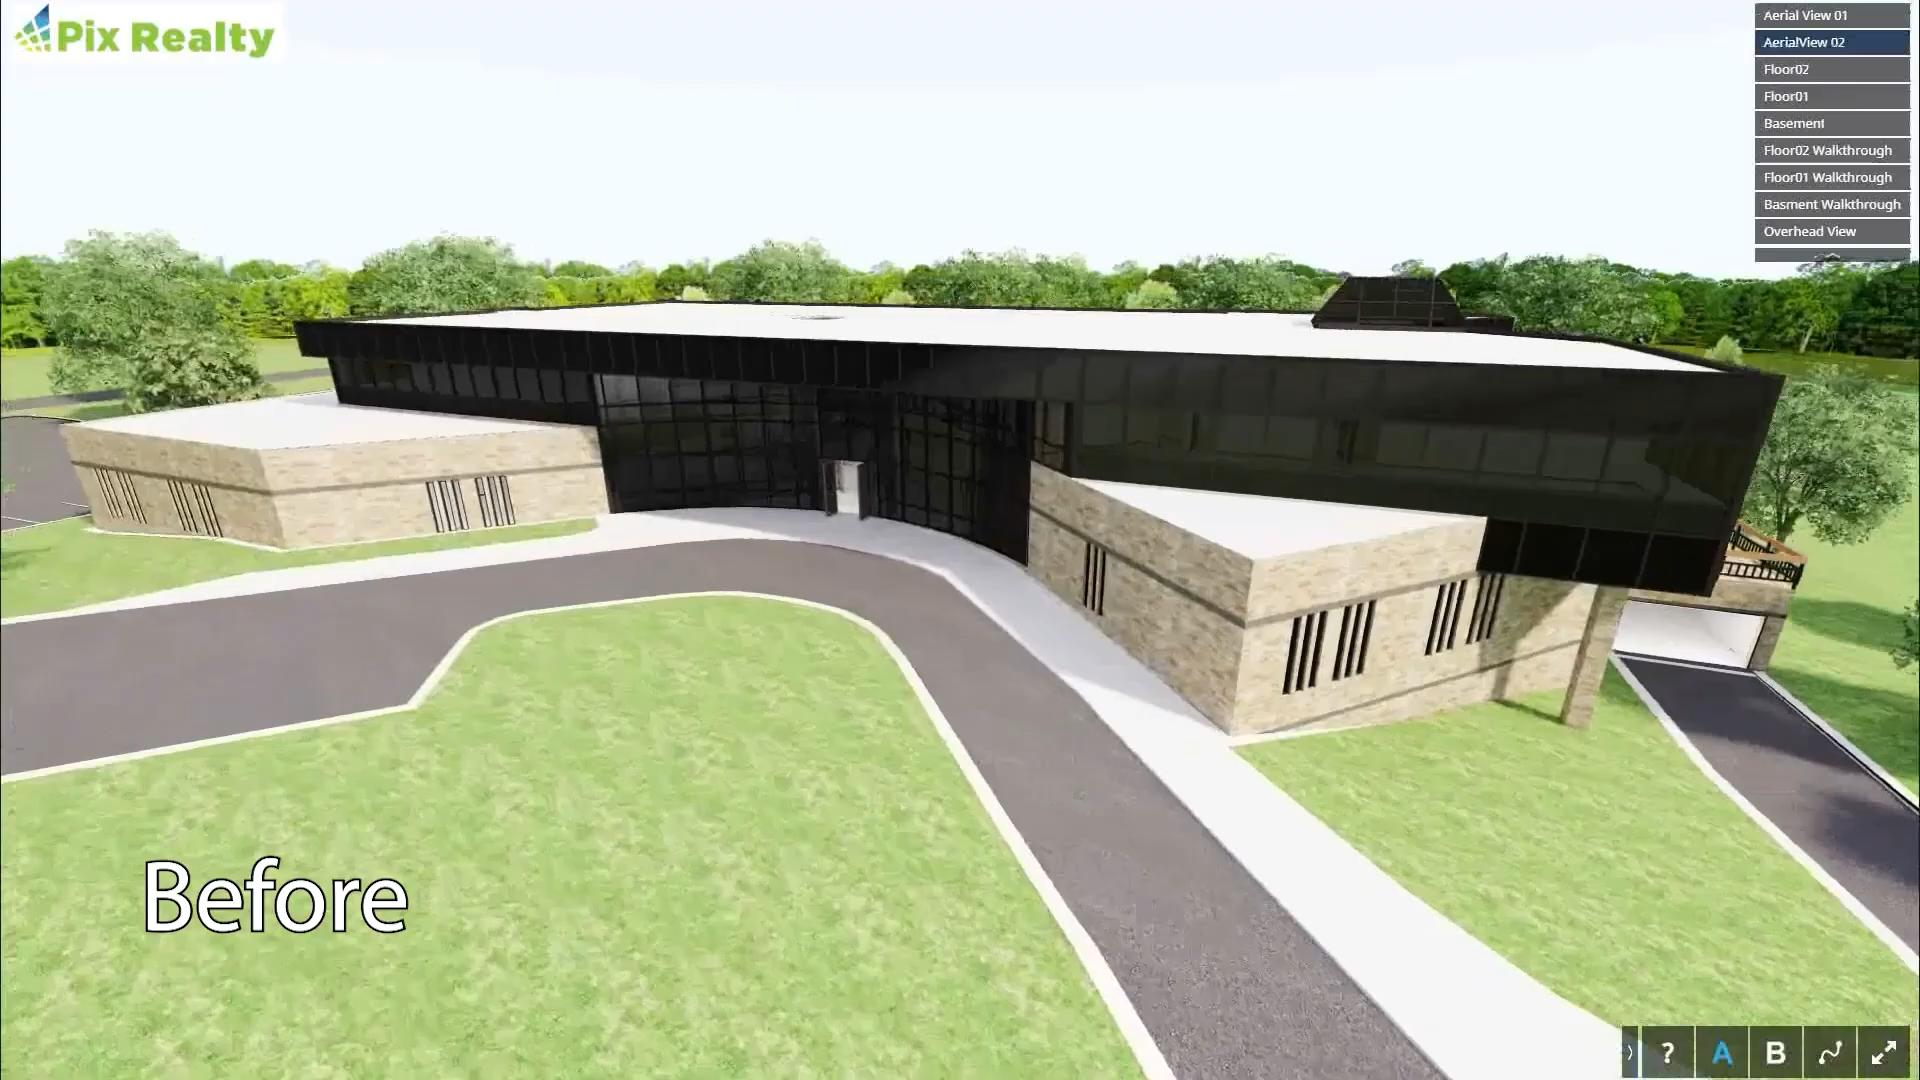 Pix Realty
Aerial View 01
AerialView 02
Floor02
Floor01
Basement
Floor02 Walkthrough
Floor01 Walkthrough
Basment Walkthrough
Overhead View
Before
? A B